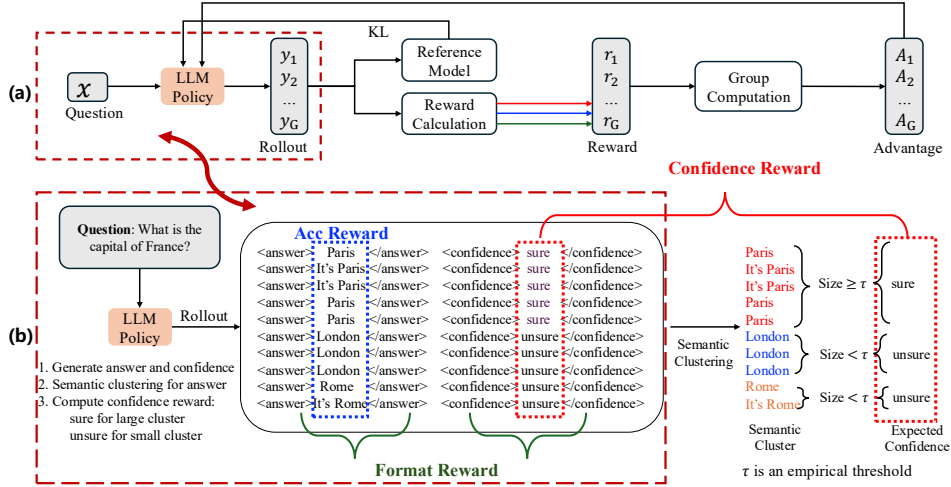 (a)
x
Question
LLM
Policy
y1
y2
...
yG
Rollout
KL
Reference
Model
Reward
Calculation
r1
r2
...
rG
Reward
Group
Computation
A1
A2
...
AG
Advantage
(b)
Question: What is the
capital of France?
LLM
Policy
Rollout
1. Generate answer and confidence
2. Semantic clustering for answer
3. Compute confidence reward:
sure for large cluster
unsure for small cluster
Acc Reward
<answer> Paris </answer> <confidence> sure </confidence>
<answer> It's Paris </answer> <confidence> sure </confidence>
<answer> It's Paris </answer> <confidence> sure </confidence>
<answer> Paris </answer> <confidence> sure </confidence>
<answer> Paris </answer> <confidence> sure </confidence>
<answer> London </answer> <confidence> unsure </confidence>
<answer> London </answer> <confidence> unsure </confidence>
<answer> London </answer> <confidence> unsure </confidence>
<answer> Rome </answer> <confidence> unsure </confidence>
<answer> It's Rome </answer> <confidence> unsure </confidence>
Format Reward
Confidence Reward
Semantic
Clustering
Paris
It's Paris
It's Paris
Paris
Paris
London
London
London
Rome
It's Rome
Size ≥ τ
sure
Size < τ
unsure
Size < τ
unsure
Semantic
Cluster
Expected
Confidence
τ is an empirical threshold